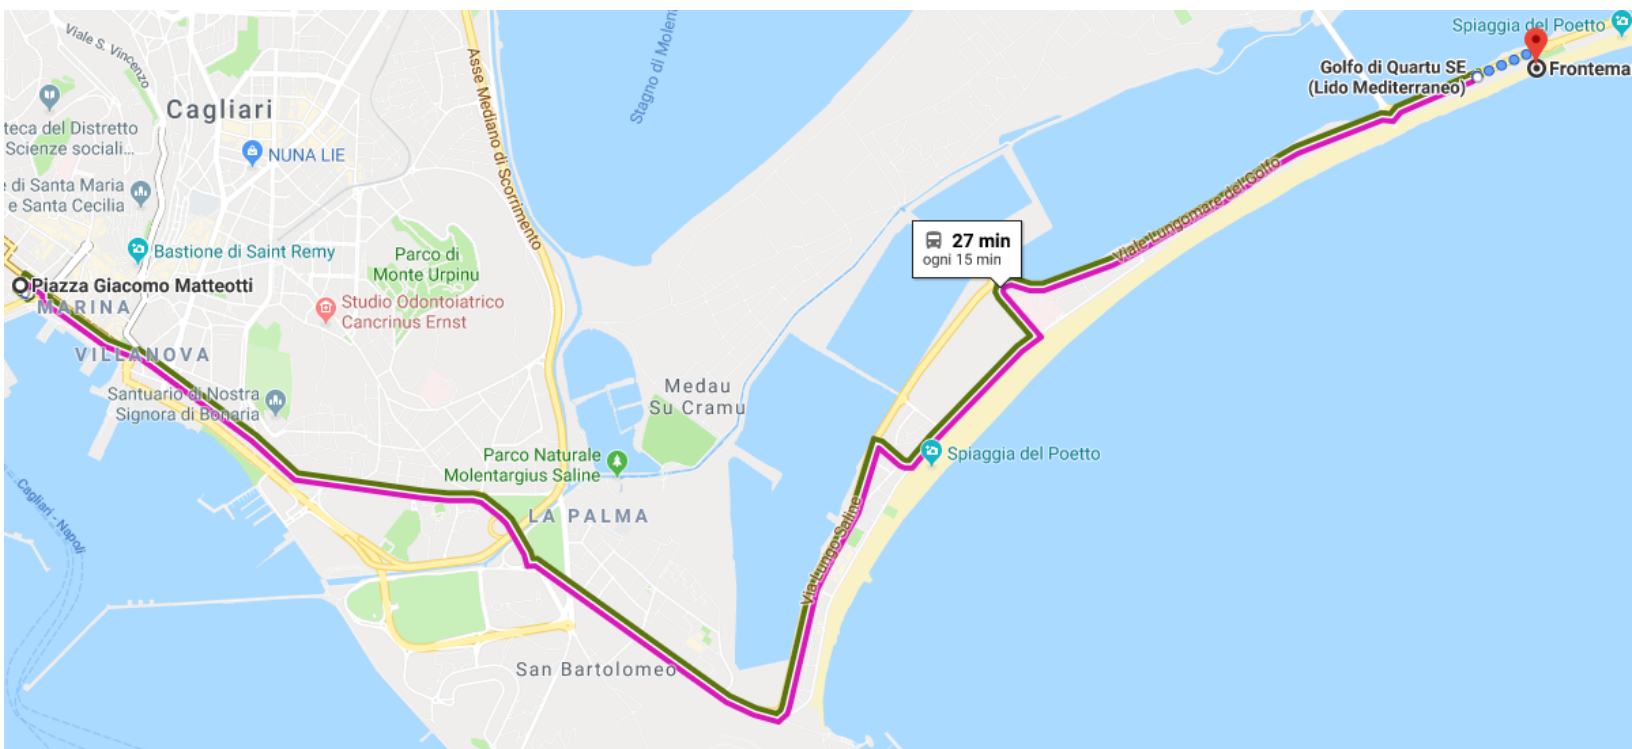 Viale S. Vincenzo
Cagliari
teca del Distretto
Scienze sociali...
NUNA LIE
e di Santa Maria
e Santa Cecilia
Bastione di Saint Remy
Piazza Giacomo Matteotti
MARINA
VILLANOVA
Santuario di Nostra
Signora di Bonaria
Cagliari - Napoli
Asse Mediano di Scorrimento
Parco di
Monte Urpinu
Studio Odontoiatrico
Cancrinus Ernst
Stagno di Molent
Medau
Su Cramu
Parco Naturale
Molentargius Saline
LA PALMA
San Bartolomeo
Via Lungo Saline
Spiaggia del Poetto
27 min
ogni 15 min
Viale Lungomare del Golfo
Golfo di Quartu SE
(Lido Mediterraneo)
Spiaggia del Poetto
Frontema